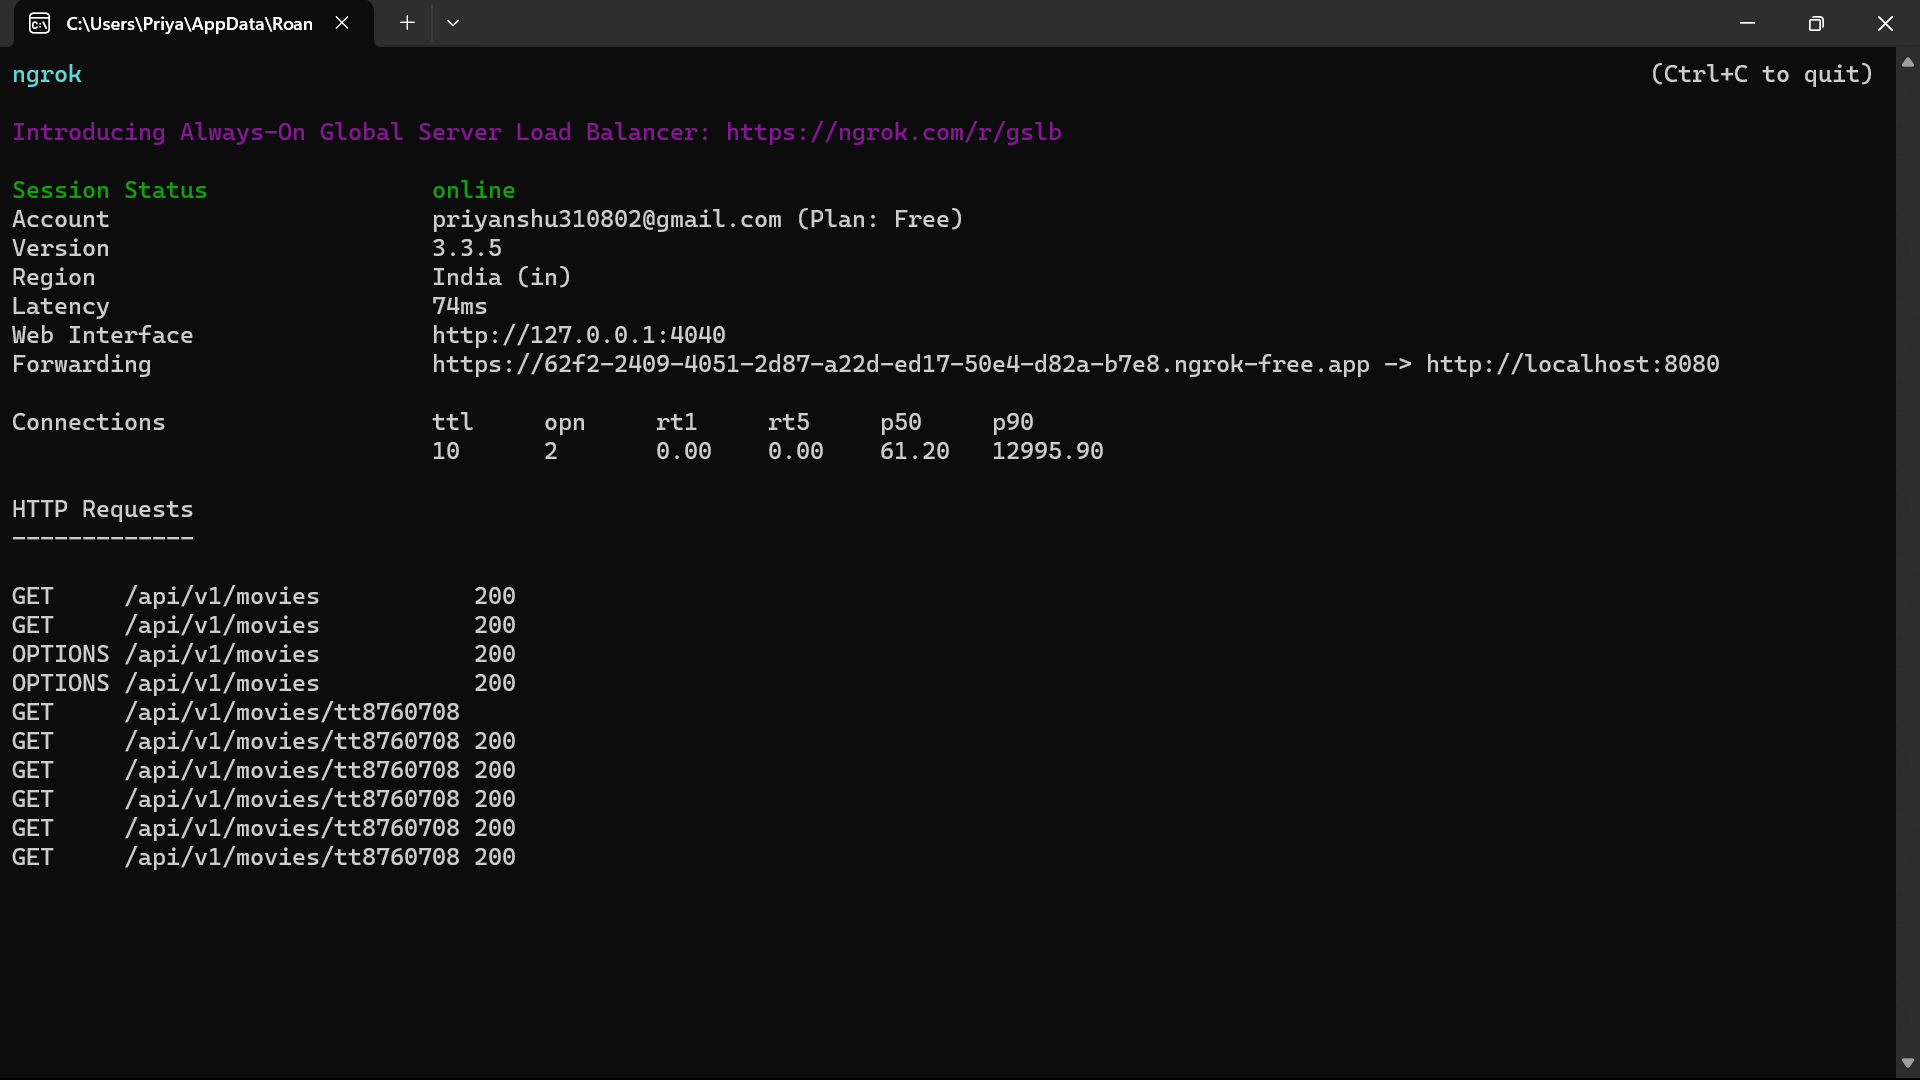 C:\Users\Priya\AppData\Roan
ngrok (Ctrl+C to quit)
Introducing Always-On Global Server Load Balancer: https://ngrok.com/r/gslb
Session Status online
Account priyanshu310802@gmail.com (Plan: Free)
Version 3.3.5
Region India (in)
Latency 74ms
Web Interface http://127.0.0.1:4040
Forwarding https://62f2-2409-4051-2d87-a22d-ed17-50e4-d82a-b7e8.ngrok-free.app -> http://localhost:8080
Connections ttl opn rt1 rt5 p50 p90
10 2 0.00 0.00 61.20 12995.90
HTTP Requests
-------------
GET /api/v1/movies 200
GET /api/v1/movies 200
OPTIONS /api/v1/movies 200
OPTIONS /api/v1/movies 200
GET /api/v1/movies/tt8760708
GET /api/v1/movies/tt8760708 200
GET /api/v1/movies/tt8760708 200
GET /api/v1/movies/tt8760708 200
GET /api/v1/movies/tt8760708 200
GET /api/v1/movies/tt8760708 200